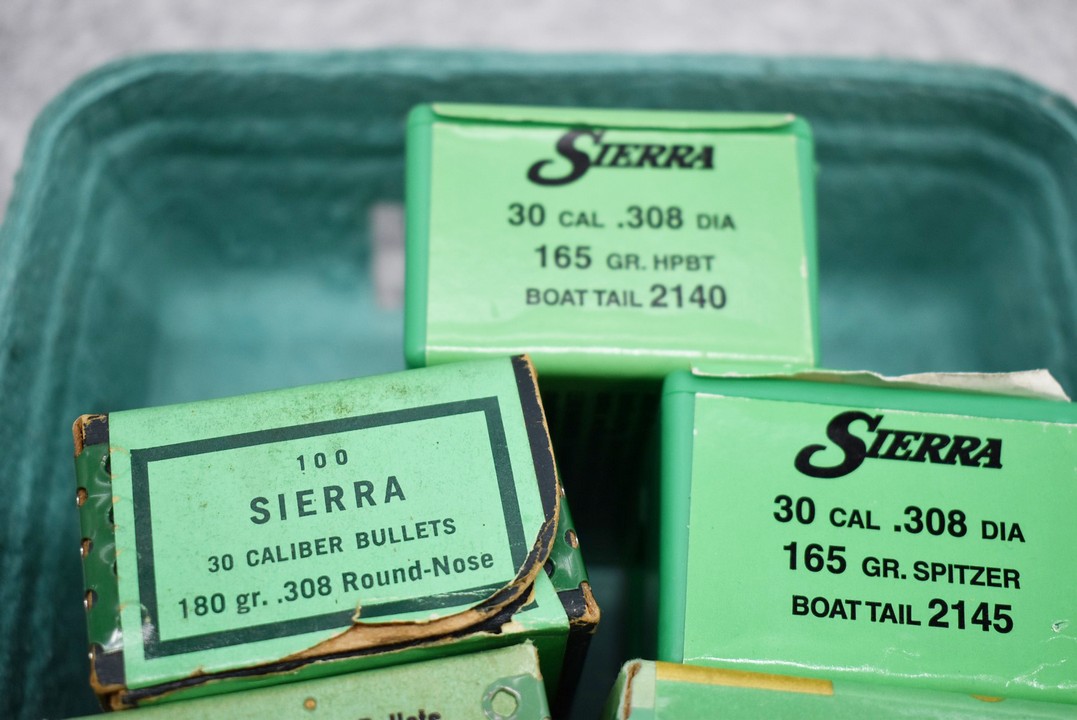 SIERRA
30 CAL .308 DIA
165 GR. HPBT
BOAT TAIL 2140
100
SIERRA
30 CALIBER BULLETS
180 gr. .308 Round-Nose
SIERRA
30 CAL .308 DIA
165 GR. SPITZER
BOAT TAIL 2145
Bullets